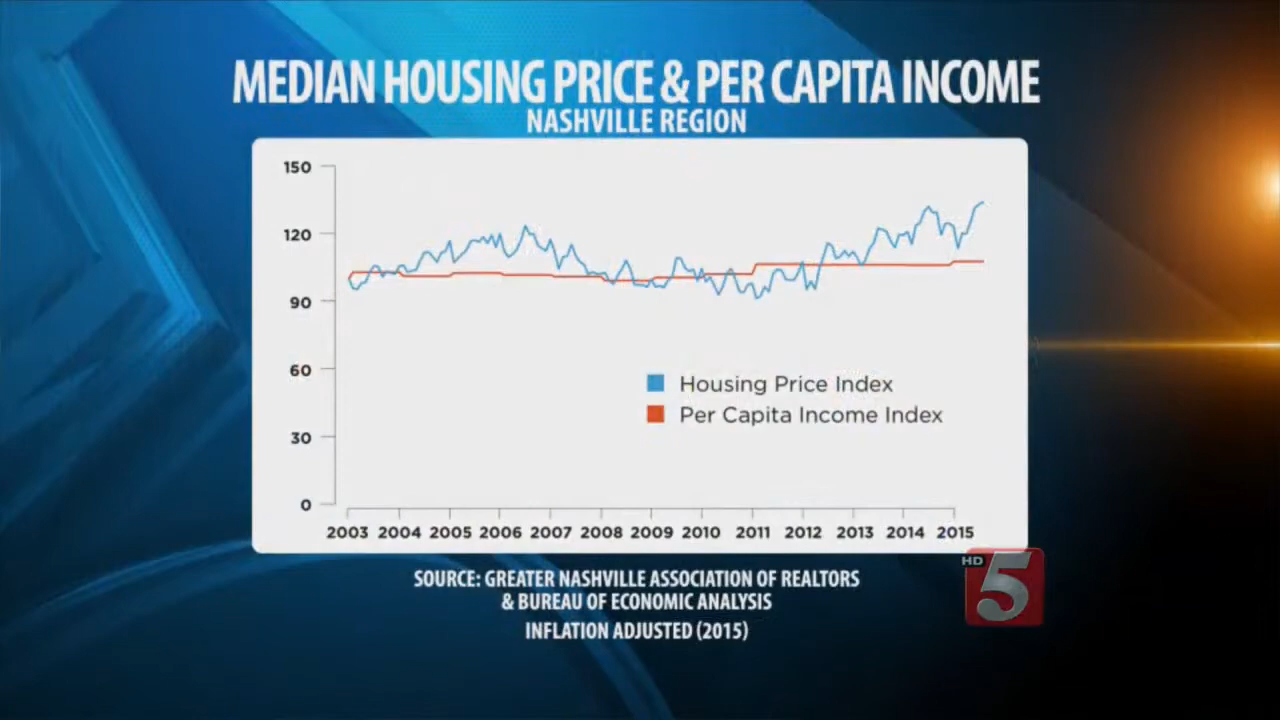 MEDIAN HOUSING PRICE & PER CAPITA INCOME
NASHVILLE REGION
150
120
90
60
30
0
Housing Price Index
Per Capita Income Index
2003 2004 2005 2006 2007 2008 2009 2010 2011 2012 2013 2014 2015
HD 5
SOURCE: GREATER NASHVILLE ASSOCIATION OF REALTORS
& BUREAU OF ECONOMIC ANALYSIS
INFLATION ADJUSTED (2015)